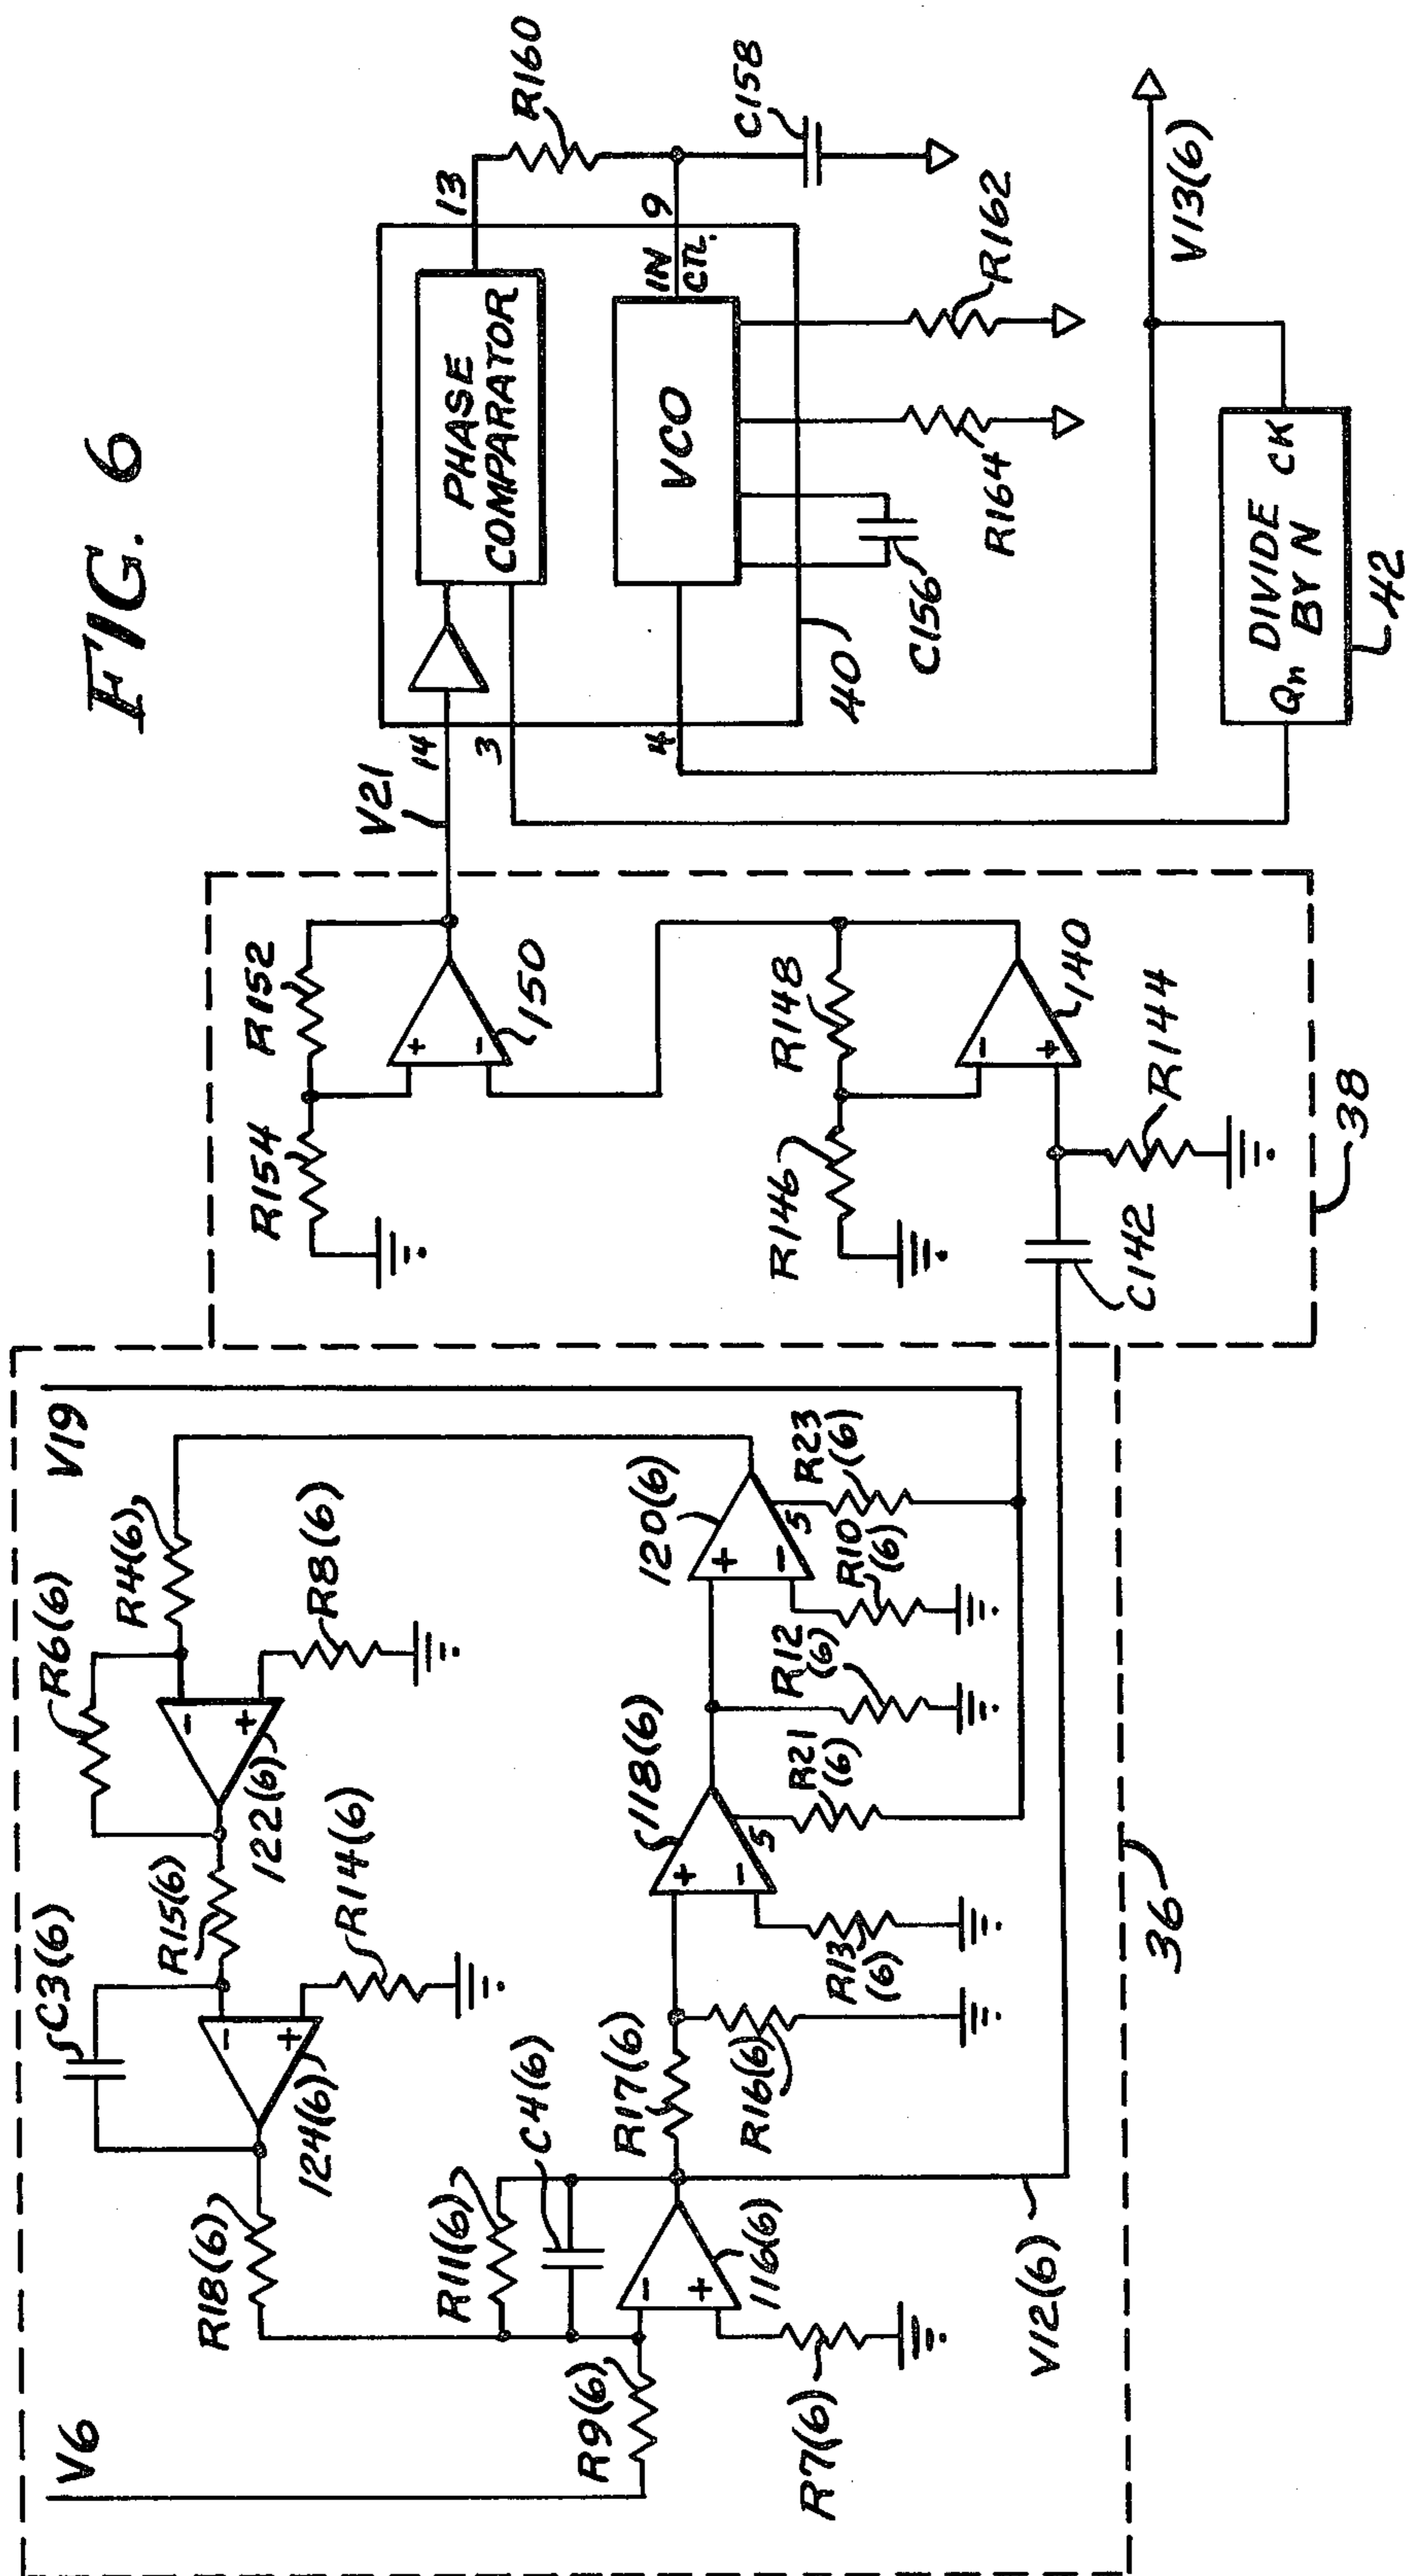 FIG. 6
V6
V19
R9(6)
R7(6)
R18(6)
R11(6)
C4(6)
-
+
116(6)
V12(6)
C3(6)
-
+
124(6)
R15(6)
R14(6)
R6(6)
R4(6)
-
+
122(6)
R8(6)
R17(6)
R16(6)
R13
(6)
+
-
118(6)
5
R21
(6)
R12
(6)
R10
(6)
+
-
120(6)
5
R23
(6)
36
C142
R144
R146
R148
-
+
140
R154
R152
+
-
150
38
V21
14
3
4
PHASE
COMPARATOR
13
R160
VCO
IN
CTL.
9
C158
40
C156
R164
R162
V13(6)
Qn
DIVIDE
BY N
CK
42